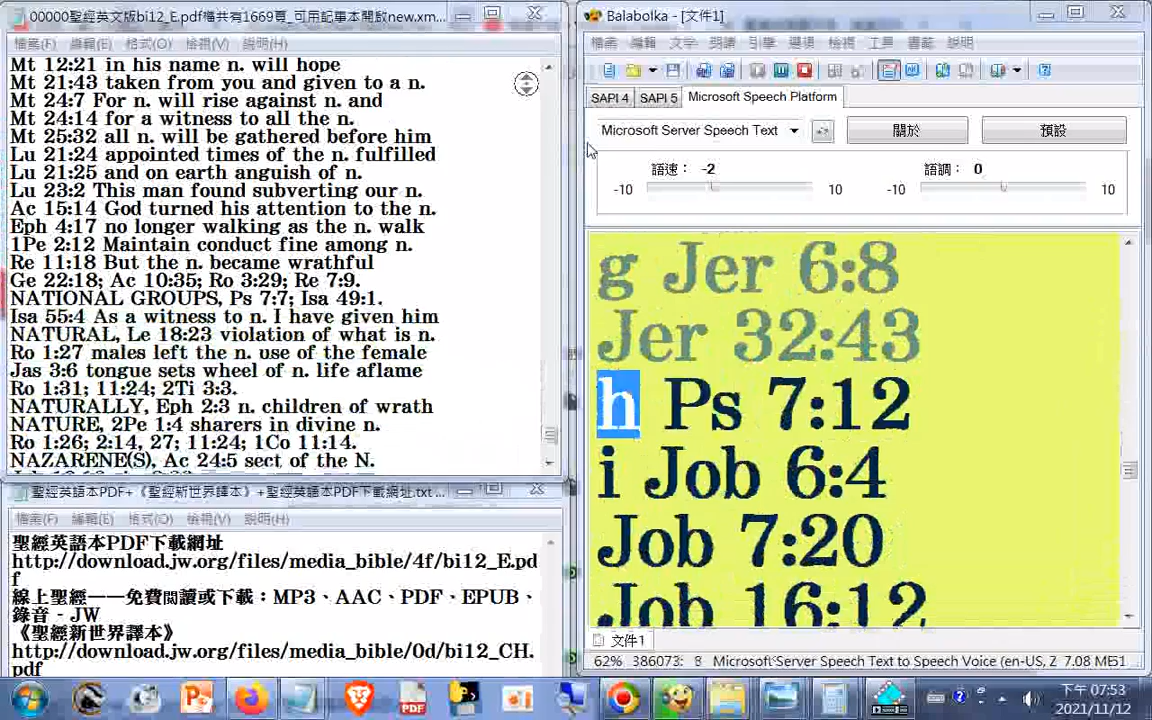 00000聖經英文版bi12_E.pdf檔共有1669頁_可用記事本開啟new.xm...
檔案(F) 編輯(E) 格式(O) 檢視(V) 說明(H)
Mt 12:21 in his name n. will hope
Mt 21:43 taken from you and given to a n.
Mt 24:7 For n. will rise against n. and
Mt 24:14 for a witness to all the n.
Mt 25:32 all n. will be gathered before him
Lu 21:24 appointed times of the n. fulfilled
Lu 21:25 and on earth anguish of n.
Lu 23:2 This man found subverting our n.
Ac 15:14 God turned his attention to the n.
Eph 4:17 no longer walking as the n. walk
1Pe 2:12 Maintain conduct fine among n.
Re 11:18 But the n. became wrathful
Ge 22:18; Ac 10:35; Ro 3:29; Re 7:9.
NATIONAL GROUPS, Ps 7:7; Isa 49:1.
Isa 55:4 As a witness to n. I have given him
NATURAL, Le 18:23 violation of what is n.
Ro 1:27 males left the n. use of the female
Jas 3:6 tongue sets wheel of n. life aflame
Ro 1:31; 11:24; 2Ti 3:3.
NATURALLY, Eph 2:3 n. children of wrath
NATURE, 2Pe 1:4 sharers in divine n.
Ro 1:26; 2:14, 27; 11:24; 1Co 11:14.
NAZARENE(S), Ac 24:5 sect of the N.
聖經英語本PDF+《聖經新世界譯本》+聖經英語本PDF下載網址.txt ...
檔案(F) 編輯(E) 格式(O) 檢視(V) 說明(H)
聖經英語本PDF下載網址
http://download.jw.org/files/media_bible/4f/bi12_E.pd
f
線上聖經——免費閱讀或下載：MP3、AAC、PDF、EPUB、
錄音 - JW
《聖經新世界譯本》
http://download.jw.org/files/media_bible/0d/bi12_CH.
pdf
Balabolka - [文件1]
檔案 編輯 文字 朗讀 引擎 選項 檢視 工具 書籤 說明
SAPI 4 SAPI 5 Microsoft Speech Platform
Microsoft Server Speech Text 關於 預設
語速： -2 語調： 0
-10 10 -10 10
g Jer 6:8
Jer 32:43
h Ps 7:12
i Job 6:4
Job 7:20
Job 16:12
文件1
62% 386073: 8 Microsoft Server Speech Text to Speech Voice (en-US, Z 7.08 ME51
下午 07:53
2021/11/12